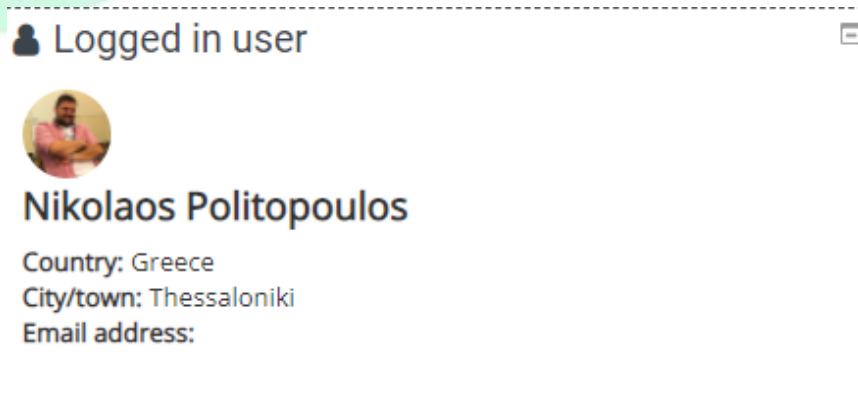 Logged in user
Nikolaos Politopoulos
Country: Greece
City/town: Thessaloniki
Email address: